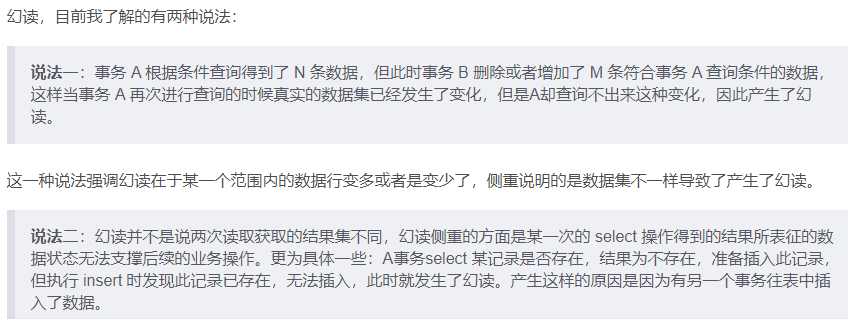 幻读，目前我了解的有两种说法：
说法一：事务 A 根据条件查询得到了 N 条数据，但此时事务 B 删除或者增加了 M 条符合事务 A 查询条件的数据，
这样当事务 A 再次进行查询的时候真实的数据集已经发生了变化，但是A却查询不出来这种变化，因此产生了幻
读。
这一种说法强调幻读在于某一个范围内的数据行变多或者是变少了，侧重说明的是数据集不一样导致了产生了幻读。
说法二：幻读并不是说两次读取获取的结果集不同，幻读侧重的方面是某一次的 select 操作得到的结果所表征的数
据状态无法支撑后续的业务操作。更为具体一些：A事务select 某记录是否存在，结果为不存在，准备插入此记录，
但执行 insert 时发现此记录已存在，无法插入，此时就发生了幻读。产生这样的原因是因为有另一个事务往表中插
入了数据。